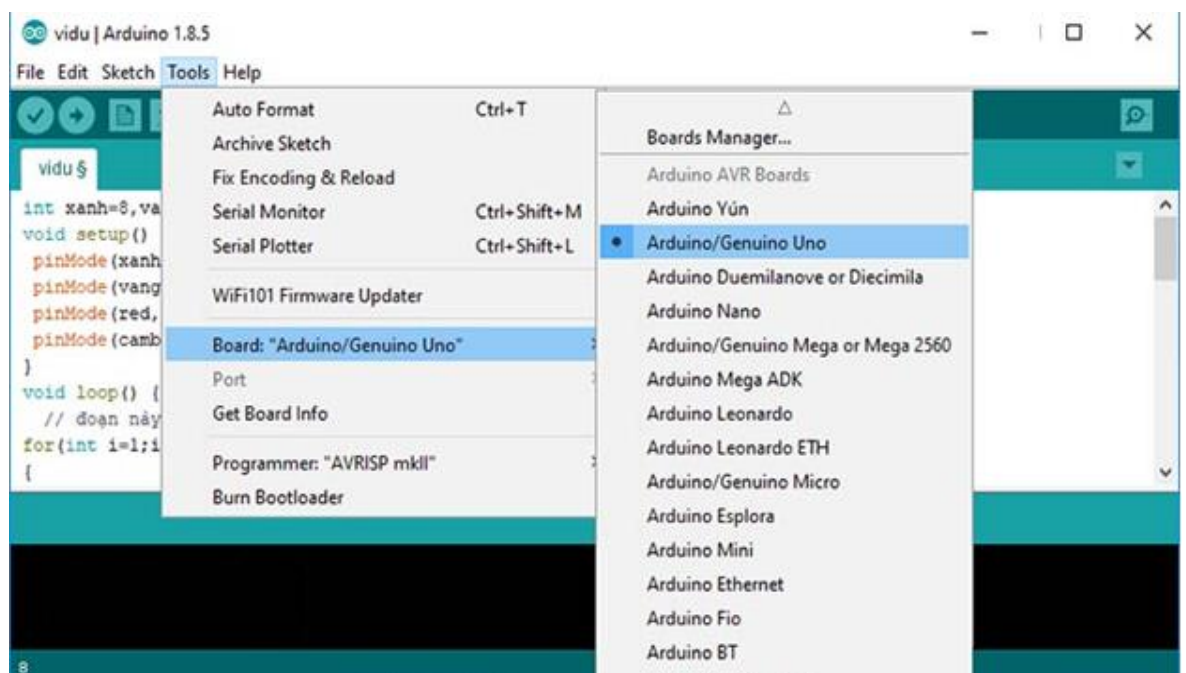 vidu | Arduino 1.8.5
File Edit Sketch Tools Help
vidu §
int xanh=8,va
void setup()
pinMode(xanh
pinMode(vang
pinMode(red,
pinMode(camb
}
void loop() {
// đoạn này
for(int i=1;i
{
8
Auto Format Ctrl+T
Archive Sketch
Fix Encoding & Reload
Serial Monitor Ctrl+Shift+M
Serial Plotter Ctrl+Shift+L
WiFi101 Firmware Updater
Board: "Arduino/Genuino Uno"
Port
Get Board Info
Programmer: "AVRISP mkII"
Burn Bootloader
Boards Manager...
Arduino AVR Boards
Arduino Yún
Arduino/Genuino Uno
Arduino Duemilanove or Diecimila
Arduino Nano
Arduino/Genuino Mega or Mega 2560
Arduino Mega ADK
Arduino Leonardo
Arduino Leonardo ETH
Arduino/Genuino Micro
Arduino Esplora
Arduino Mini
Arduino Ethernet
Arduino Fio
Arduino BT